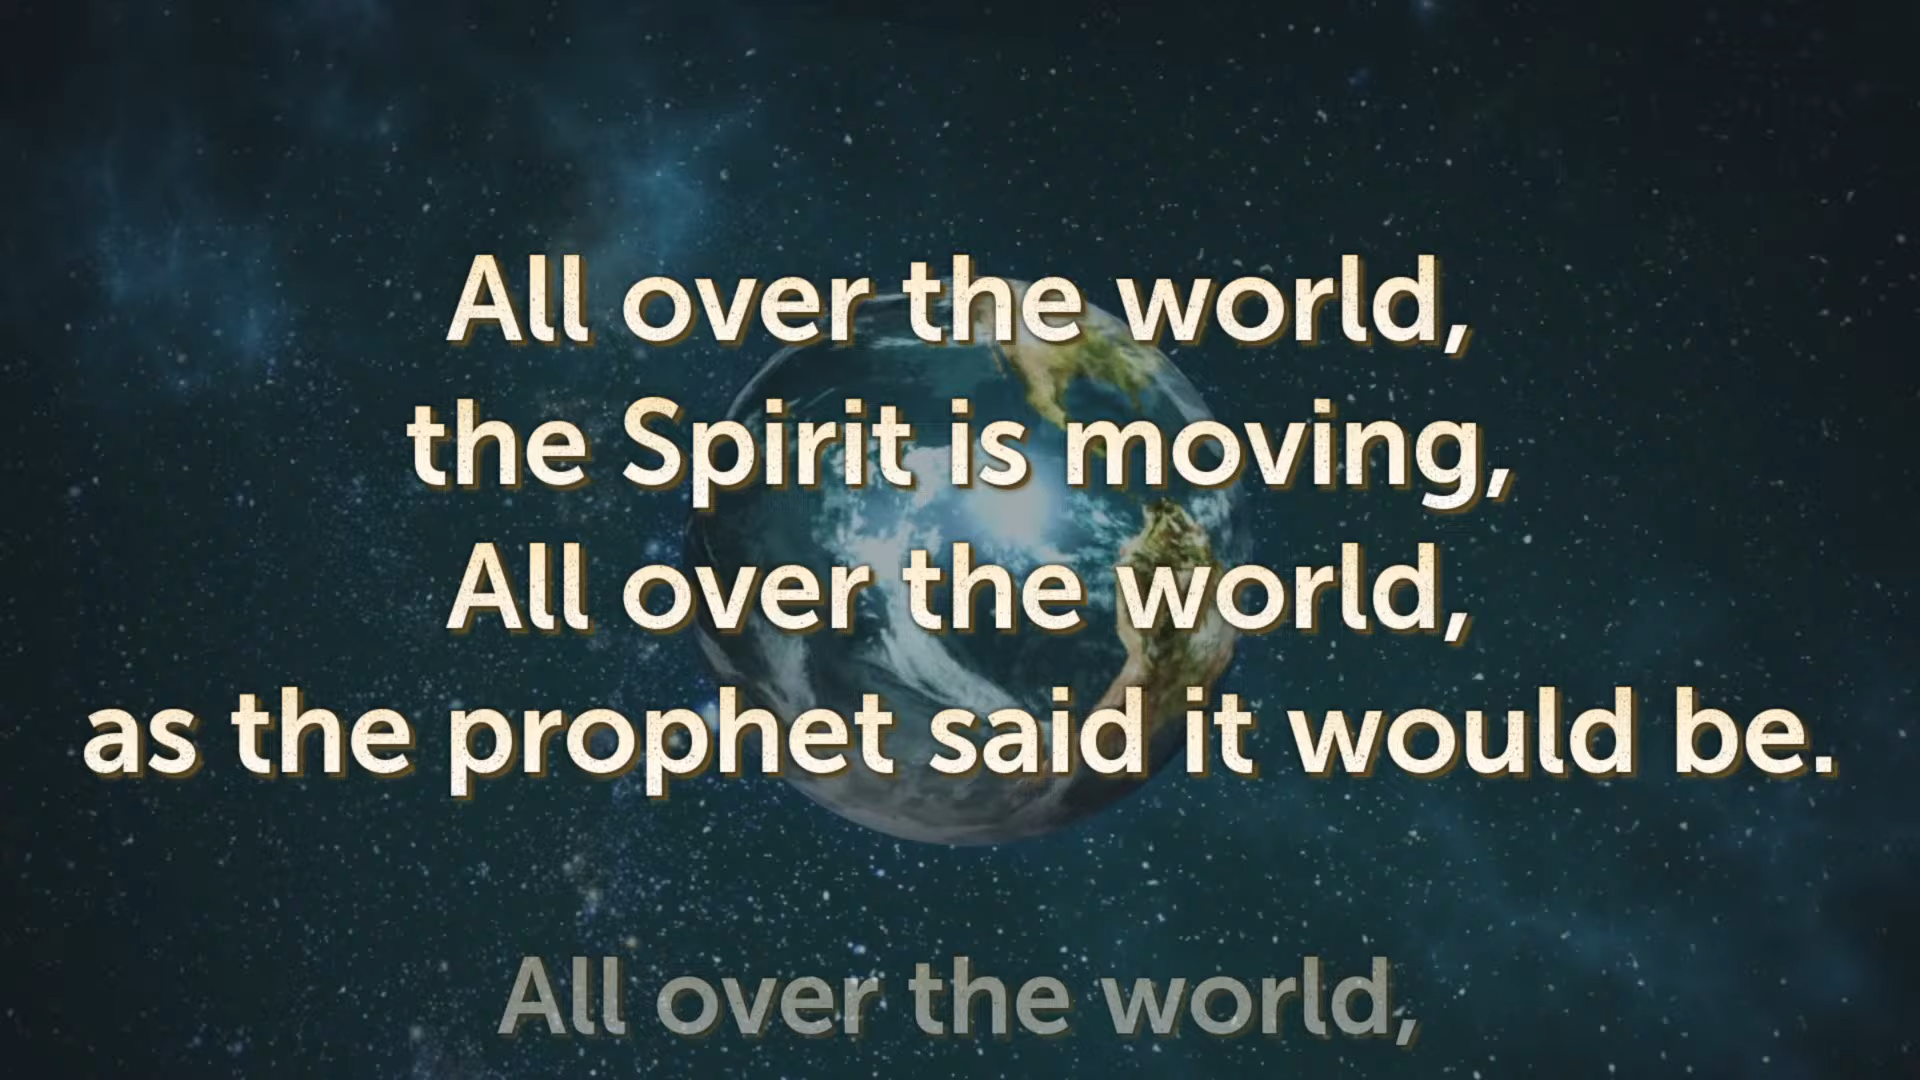 All over the world,
the Spirit is moving,
All over the world,
as the prophet said it would be.
All over the world,